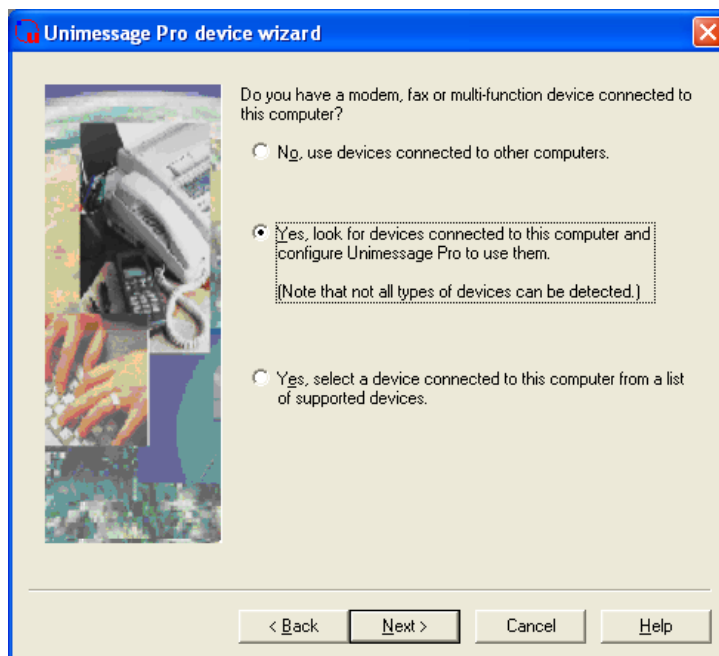 Unimessage Pro device wizard
Do you have a modem, fax or multi-function device connected to
this computer?
No, use devices connected to other computers.
Yes, look for devices connected to this computer and
configure Unimessage Pro to use them.
(Note that not all types of devices can be detected.)
Yes, select a device connected to this computer from a list
of supported devices.
< Back
Next >
Cancel
Help